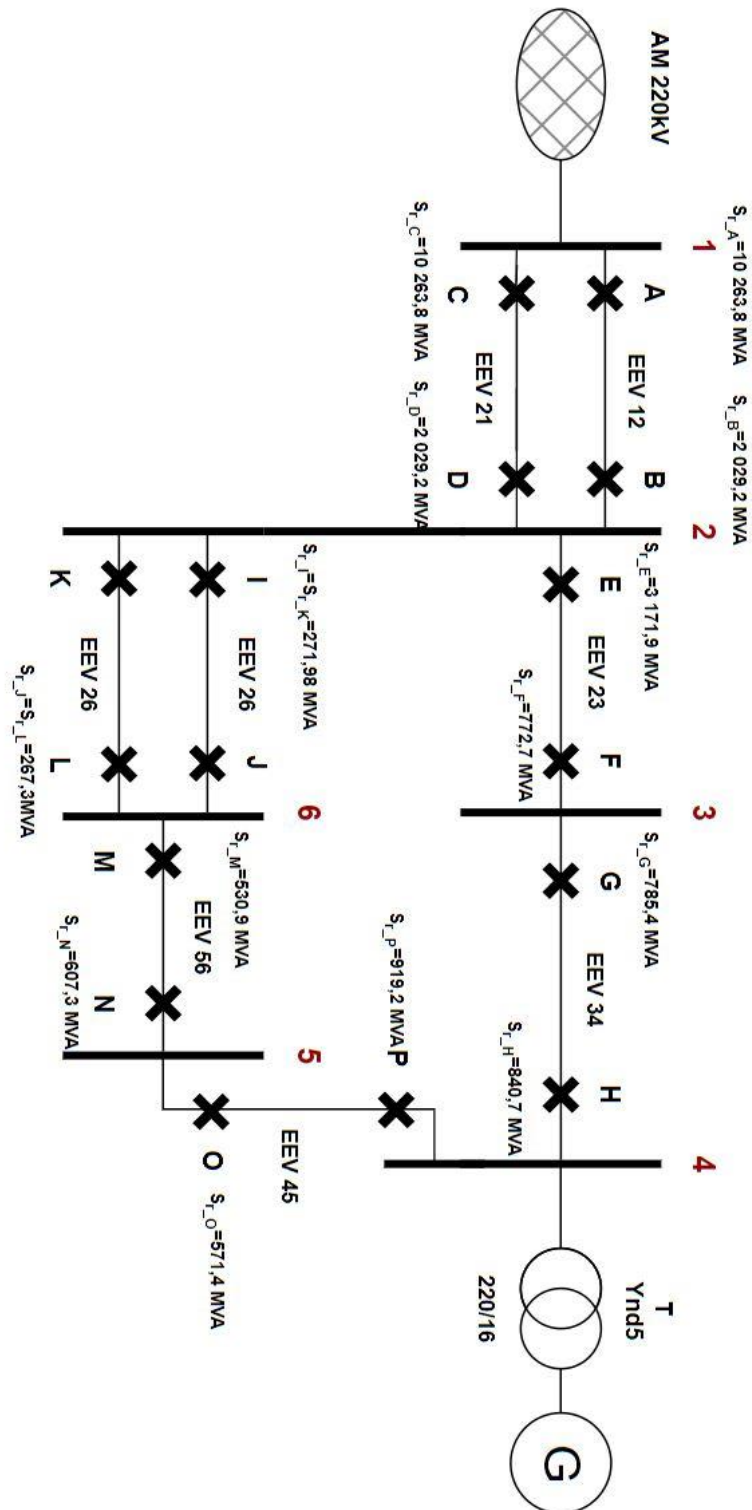 AM 220kV
1
S_r_A=10 263,8 MVA
S_r_B=2 029,2 MVA
A
EEV 12
B
C
EEV 21
D
S_r_C=10 263,8 MVA
S_r_D=2 029,2 MVA
2
S_r_E=3 171,9 MVA
E
EEV 23
F
S_r_F=772,7 MVA
3
S_r_G=785,4 MVA
G
EEV 34
H
S_r_H=840,7 MVA
4
T
Ynd5
220/16
G
S_r_I=S_r_K=271,98 MVA
I
EEV 26
J
K
EEV 26
L
S_r_J=S_r_L=267,3MVA
6
S_r_M=530,9 MVA
M
EEV 56
N
S_r_N=607,3 MVA
5
S_r_P=919,2 MVA
P
EEV 45
O
S_r_O=571,4 MVA